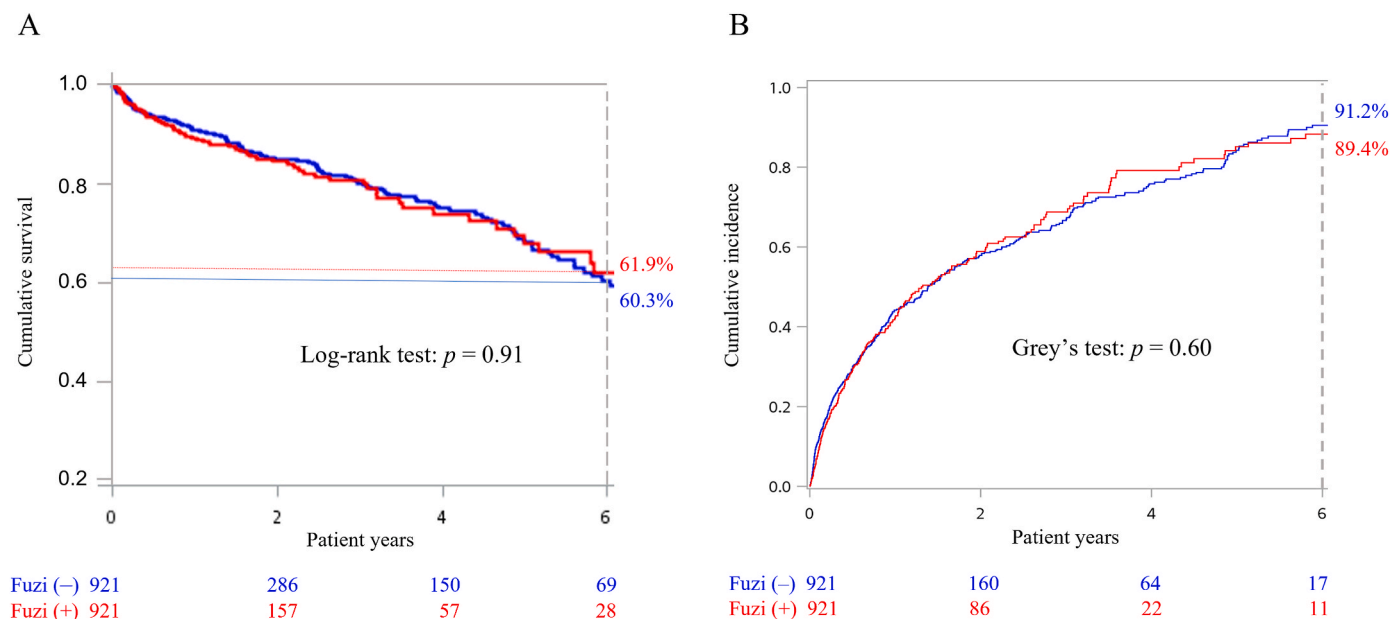 A
Cumulative survival
1.0
0.8
0.6
0.4
0.2
61.9%
60.3%
Log-rank test: p = 0.91
0 2 4 6
Patient years
Fuzi (–) 921 286 150 69
Fuzi (+) 921 157 57 28
B
Cumulative incidence
1.0
0.8
0.6
0.4
0.2
0.0
91.2%
89.4%
Grey’s test: p = 0.60
0 2 4 6
Patient years
Fuzi (–) 921 160 64 17
Fuzi (+) 921 86 22 11